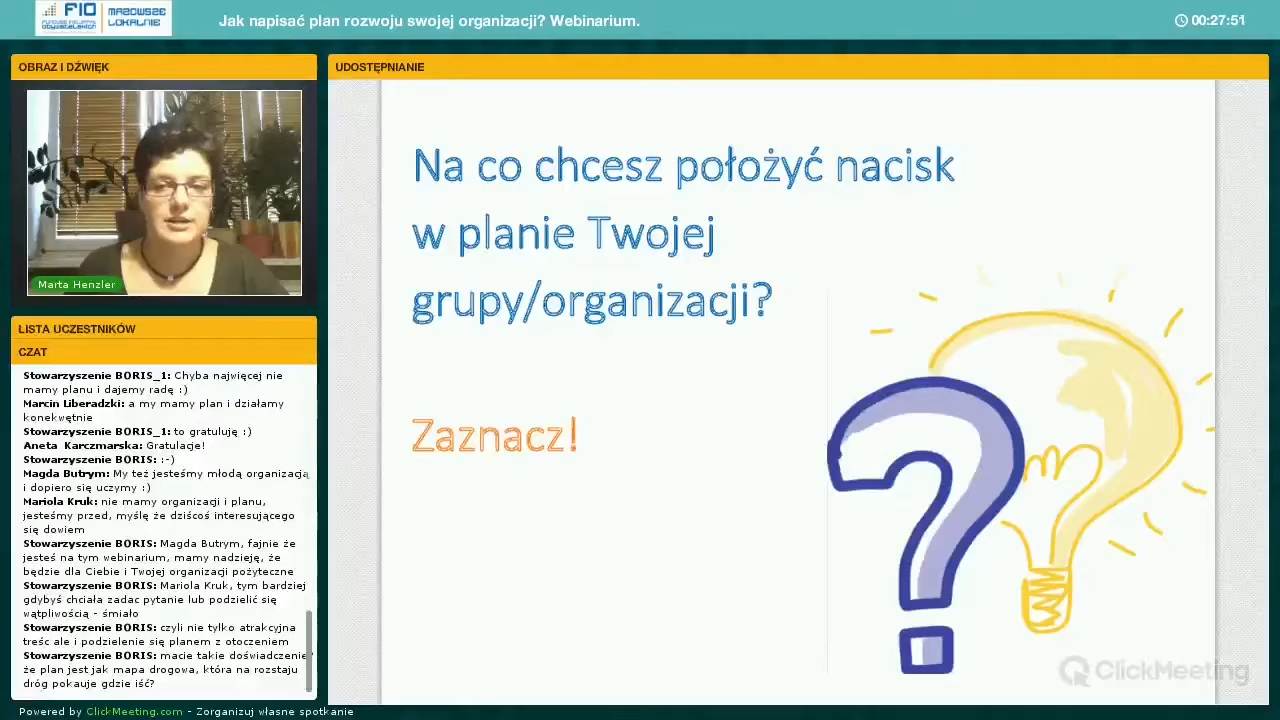 FIO
FUNDUSZ INICJATYW
obywatelskich
MAZOWSZE
LOKALNIE
Jak napisać plan rozwoju swojej organizacji? Webinarium.
00:27:51
OBRAZ I DŹWIĘK
Marta Henzler
LISTA UCZESTNIKÓW
CZAT
Stowarzyszenie BORIS_1: Chyba najwięcej nie
mamy planu i dajemy radę :)
Marcin Liberadzki: a my mamy plan i działamy
konekwętnie
Stowarzyszenie BORIS_1: to gratuluję :)
Aneta Karczmarska: Gratulacje!
Stowarzyszenie BORIS: :-)
Magda Butrym: My też jesteśmy młodą organizacją
i dopiero się uczymy :)
Mariola Kruk: nie mamy organizacji i planu,
jesteśmy przed, myślę że dziścoś interesującego
się dowiem
Stowarzyszenie BORIS: Magda Butrym, fajnie że
jesteś na tym webinarium, mamy nadzieję, że
będzie dla Ciebie i Twojej organizacji pożyteczne
Stowarzyszenie BORIS: Mariola Kruk, tym bardziej
gdybyś chciała zadac pytanie lub podzielić się
wątpliwością - śmiało
Stowarzyszenie BORIS: czyli nie tylko atrakcyjna
treśc ale i podzielenie się planem z otoczeniem
Stowarzyszenie BORIS: macie takie doświadczenie
że plan jest jak mapa drogowa, która na rozstaju
dróg pokauję gdzie iść?
UDOSTĘPNIANIE
Na co chcesz położyć nacisk
w planie Twojej
grupy/organizacji?
Zaznacz!
ClickMeeting
Powered by ClickMeeting.com - Zorganizuj własne spotkanie